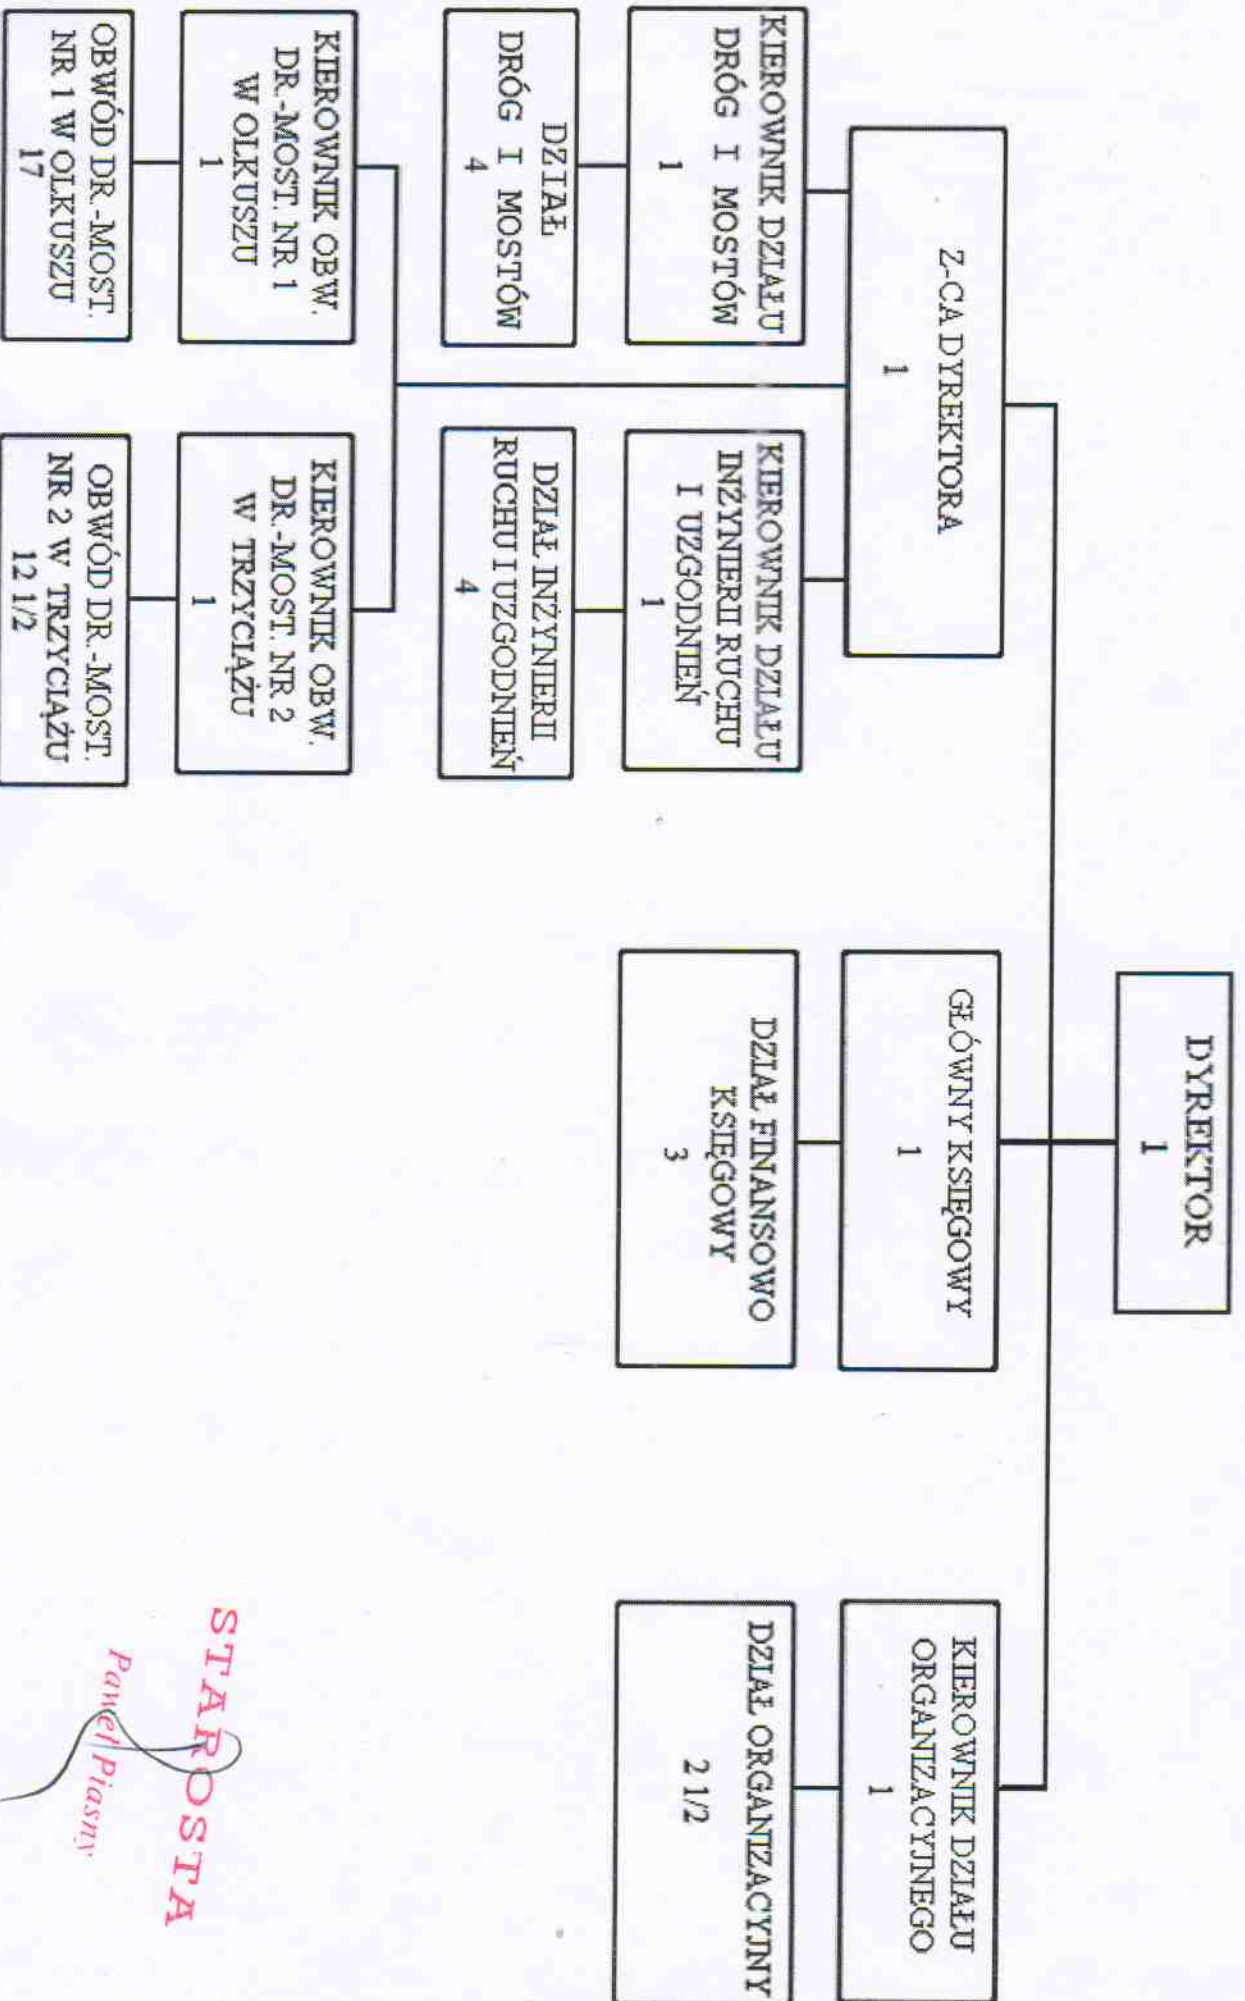 DYREKTOR
1
Z-CA DYREKTORA
1
GŁÓWNY KSIĘGOWY
1
KIEROWNIK DZIAŁU
ORGANIZACYJNEGO
1
KIEROWNIK DZIAŁU
DRÓG I MOSTÓW
1
KIEROWNIK DZIAŁU
INŻYNIERII RUCHU
I UZGODNIEŃ
1
DZIAŁ FINANSOWO
KSIĘGOWY
3
DZIAŁ ORGANIZACYJNY
2 1/2
DZIAŁ
DRÓG I MOSTÓW
4
DZIAŁ INŻYNIERII
RUCHU I UZGODNIEŃ
4
KIEROWNIK OBW.
DR.-MOST. NR 1
W OLKUSZU
1
KIEROWNIK OBW.
DR.-MOST. NR 2
W TRZYCIĄŻU
1
OBWÓD DR.-MOST.
NR 1 W OLKUSZU
17
OBWÓD DR.-MOST.
NR 2 W TRZYCIĄŻU
12 1/2
STAROSTA
Paweł Piasny